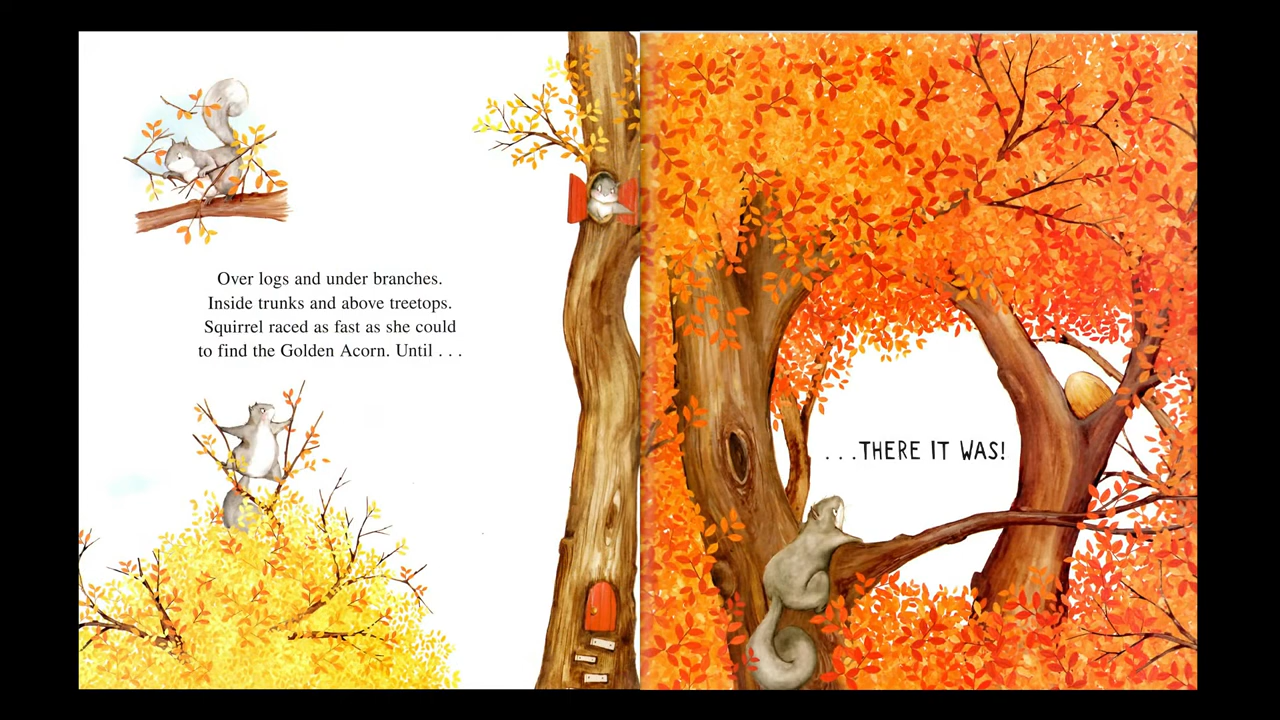 Over logs and under branches.
Inside trunks and above treetops.
Squirrel raced as fast as she could
to find the Golden Acorn. Until . . .
. . .THERE IT WAS!